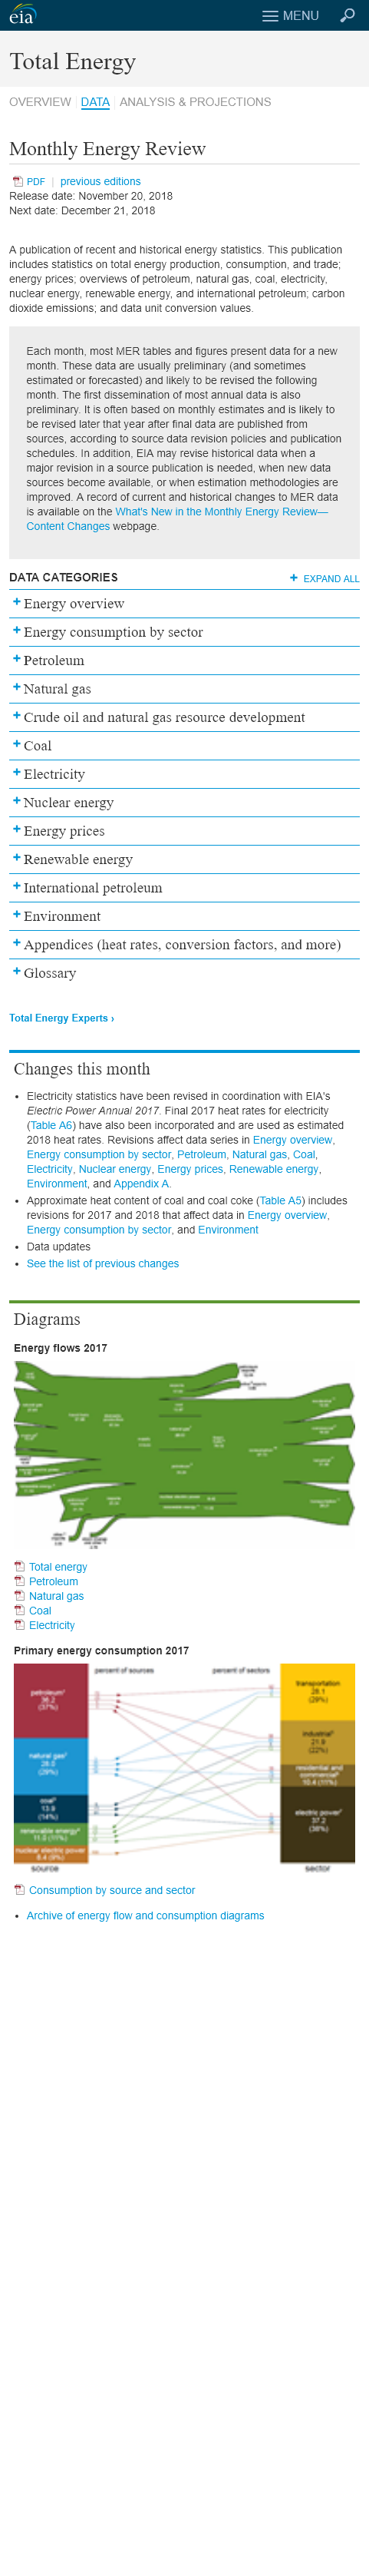 eia
MENU
Total Energy
OVERVIEW DATA ANALYSIS & PROJECTIONS
Monthly Energy Review
PDF | previous editions
Release date: November 20, 2018
Next date: December 21, 2018
A publication of recent and historical energy statistics. This publication
includes statistics on total energy production, consumption, and trade;
energy prices; overviews of petroleum, natural gas, coal, electricity,
nuclear energy, renewable energy, and international petroleum; carbon
dioxide emissions; and data unit conversion values.
Each month, most MER tables and figures present data for a new
month. These data are usually preliminary (and sometimes
estimated or forecasted) and likely to be revised the following
month. The first dissemination of most annual data is also
preliminary. It is often based on monthly estimates and is likely to
be revised later that year after final data are published from
sources, according to source data revision policies and publication
schedules. In addition, EIA may revise historical data when a
major revision in a source publication is needed, when new data
sources become available, or when estimation methodologies are
improved. A record of current and historical changes to MER data
is available on the What's New in the Monthly Energy Review—
Content Changes webpage.
DATA CATEGORIES
+ EXPAND ALL
+ Energy overview
+ Energy consumption by sector
+ Petroleum
+ Natural gas
+ Crude oil and natural gas resource development
+ Coal
+ Electricity
+ Nuclear energy
+ Energy prices
+ Renewable energy
+ International petroleum
+ Environment
+ Appendices (heat rates, conversion factors, and more)
+ Glossary
Total Energy Experts ›
Changes this month
• Electricity statistics have been revised in coordination with EIA's
Electric Power Annual 2017. Final 2017 heat rates for electricity
(Table A6) have also been incorporated and are used as estimated
2018 heat rates. Revisions affect data series in Energy overview,
Energy consumption by sector, Petroleum, Natural gas, Coal,
Electricity, Nuclear energy, Energy prices, Renewable energy,
Environment, and Appendix A.
• Approximate heat content of coal and coal coke (Table A5) includes
revisions for 2017 and 2018 that affect data in Energy overview,
Energy consumption by sector, and Environment
• Data updates
• See the list of previous changes
Diagrams
Energy flows 2017
Total energy
Petroleum
Natural gas
Coal
Electricity
Primary energy consumption 2017
percent of sources
percent of sectors
petroleum¹
36.2
(37%)
natural gas²
28.0
(29%)
coal³
13.9
(14%)
renewable energy⁴
11.0 (11%)
nuclear electric power
8.4 (9%)
source
transportation
28.1
(29%)
industrial⁵
21.9
(22%)
residential and
commercial⁶
10.4 (11%)
electric power⁷
37.2
(38%)
sector
Consumption by source and sector
• Archive of energy flow and consumption diagrams